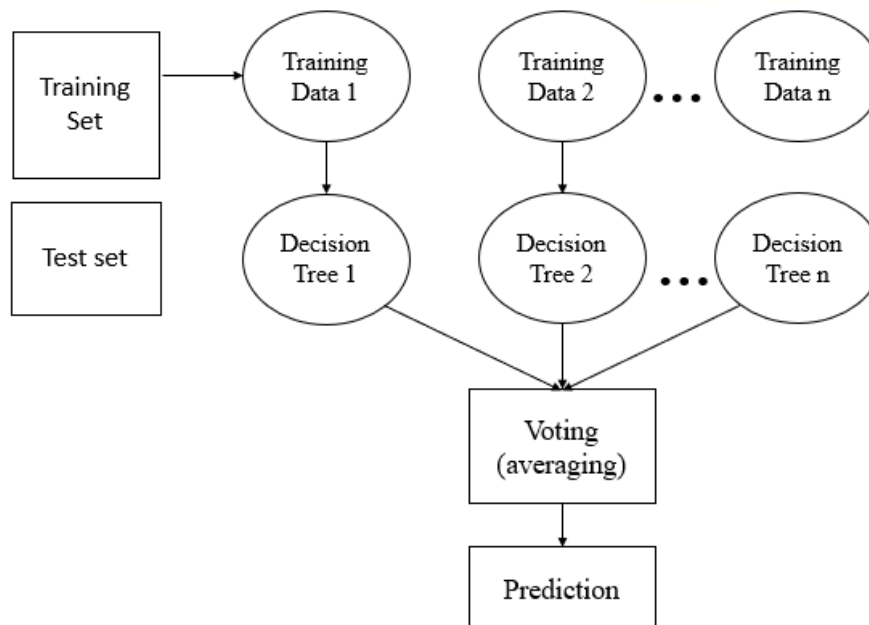 Training
Set
Training
Data 1
Training
Data 2
...
Training
Data n
Test set
Decision
Tree 1
Decision
Tree 2
...
Decision
Tree n
Voting
(averaging)
Prediction